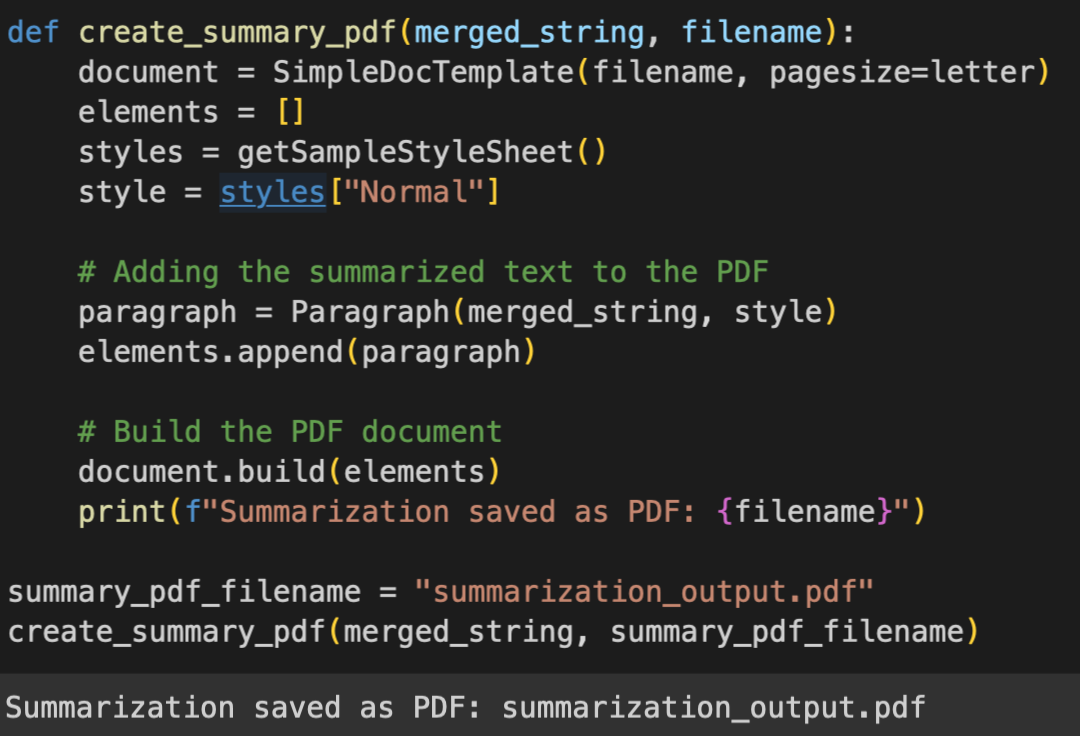 def create_summary_pdf(merged_string, filename):
    document = SimpleDocTemplate(filename, pagesize=letter)
    elements = []
    styles = getSampleStyleSheet()
    style = styles["Normal"]

    # Adding the summarized text to the PDF
    paragraph = Paragraph(merged_string, style)
    elements.append(paragraph)

    # Build the PDF document
    document.build(elements)
    print(f"Summarization saved as PDF: {filename}")

summary_pdf_filename = "summarization_output.pdf"
create_summary_pdf(merged_string, summary_pdf_filename)

Summarization saved as PDF: summarization_output.pdf